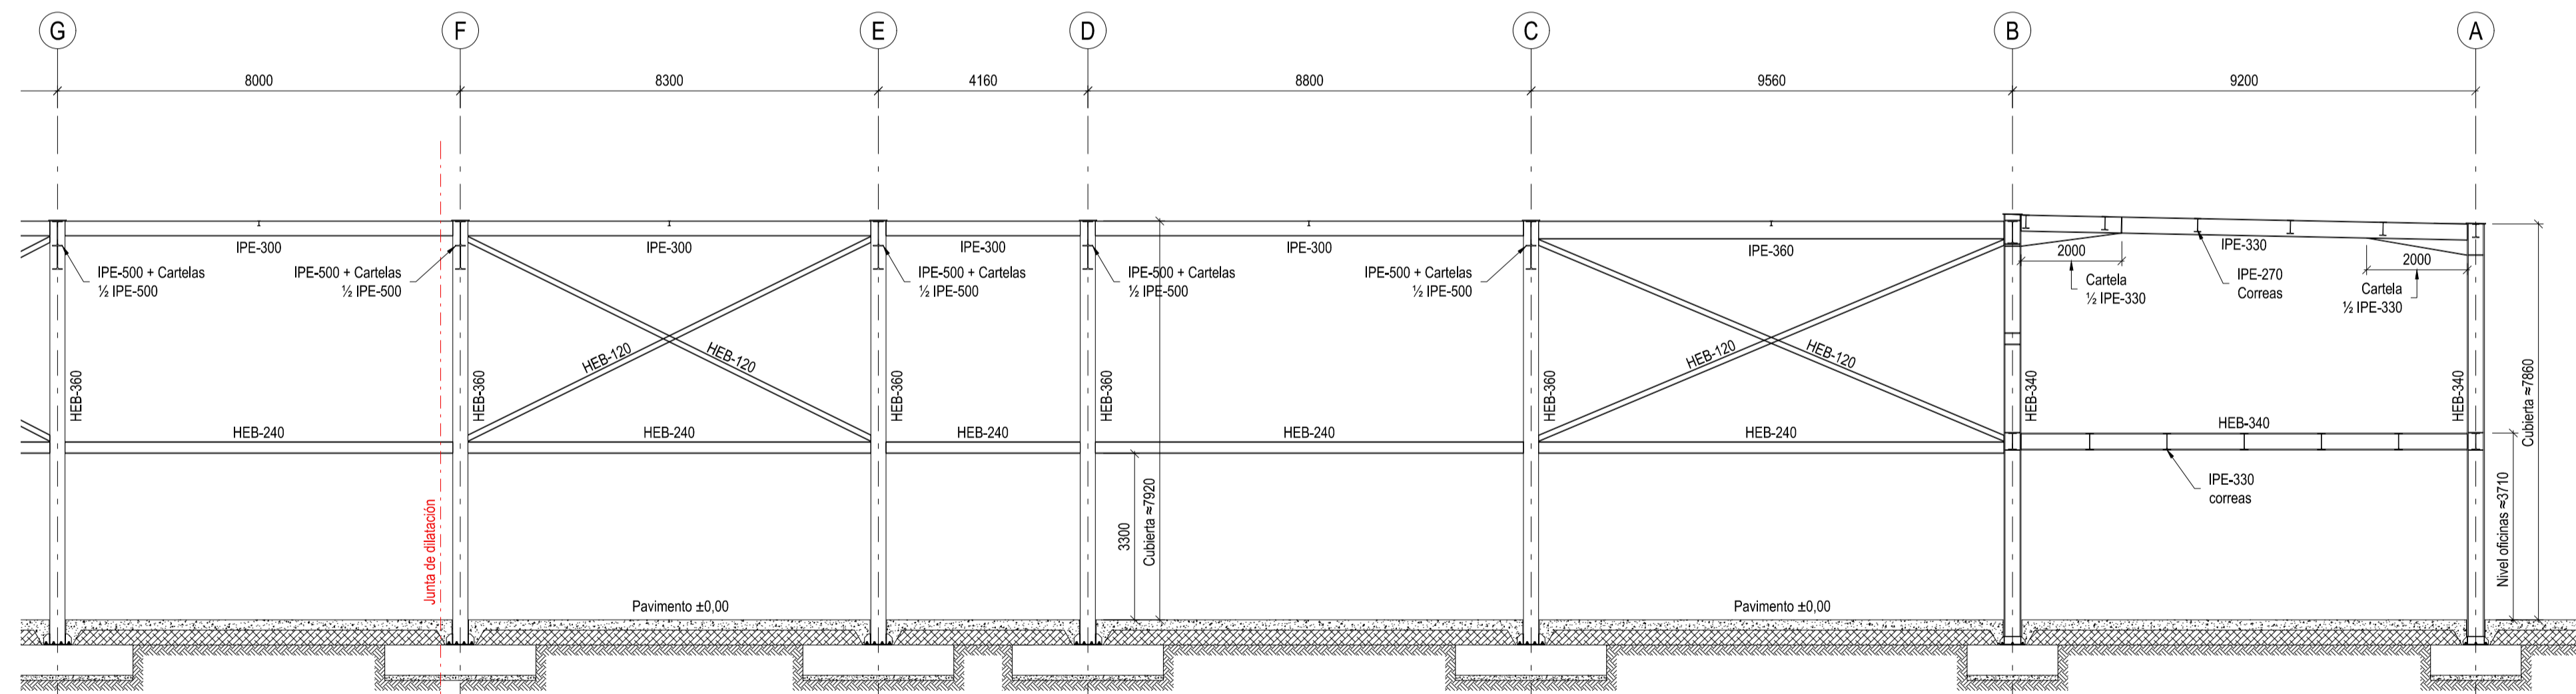 G
F
E
D
C
B
A
8000
8300
4160
8800
9560
9200
IPE-300
IPE-300
IPE-300
IPE-300
IPE-360
IPE-330
IPE-500 + Cartelas
½ IPE-500
IPE-500 + Cartelas
½ IPE-500
IPE-500 + Cartelas
½ IPE-500
IPE-500 + Cartelas
½ IPE-500
IPE-500 + Cartelas
½ IPE-500
2000
Cartela
½ IPE-330
IPE-270
Correas
2000
Cartela
½ IPE-330
HEB-120
HEB-120
HEB-120
HEB-120
HEB-360
HEB-360
HEB-360
HEB-360
HEB-360
HEB-340
HEB-340
Cubierta ≈7860
HEB-240
HEB-240
HEB-240
HEB-240
HEB-240
HEB-340
IPE-330
correas
Junta de dilatación
3300
Cubierta ≈7920
Nivel oficinas ≈3710
Pavimento ±0,00
Pavimento ±0,00